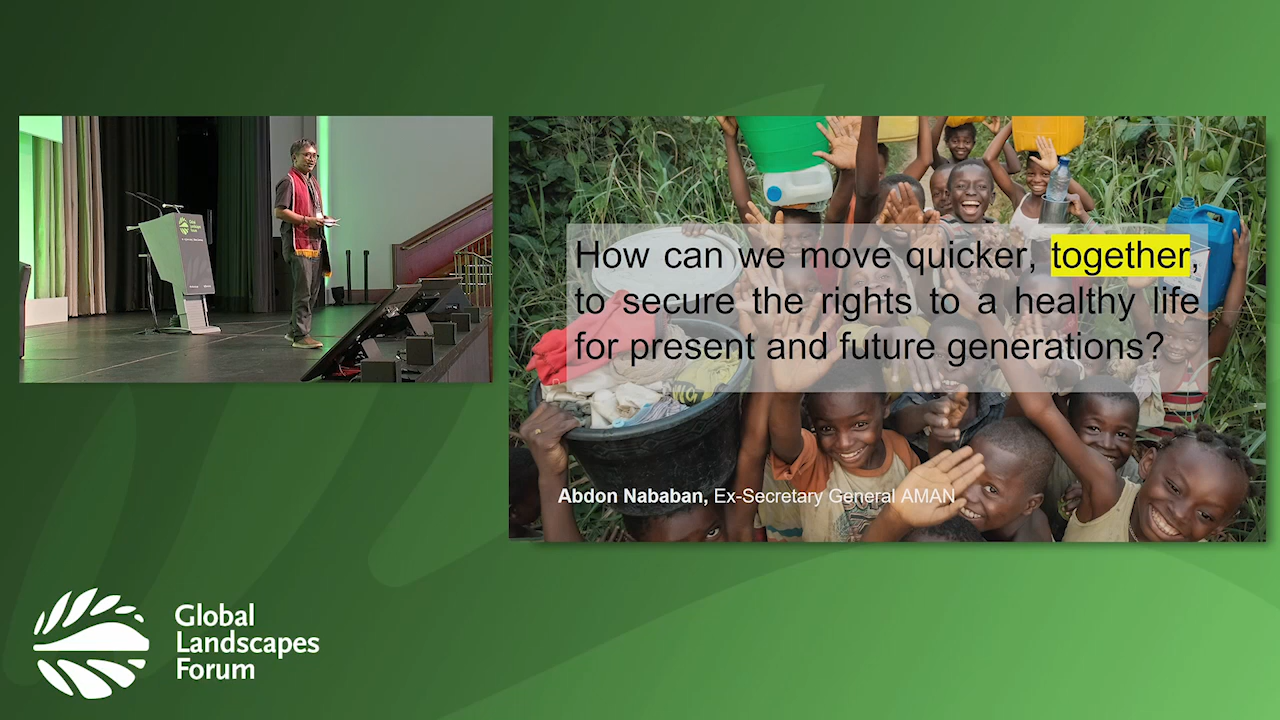 How can we move quicker, together,
to secure the rights to a healthy life
for present and future generations?
Abdon Nababan, Ex-Secretary General AMAN
Global
Landscapes
Forum